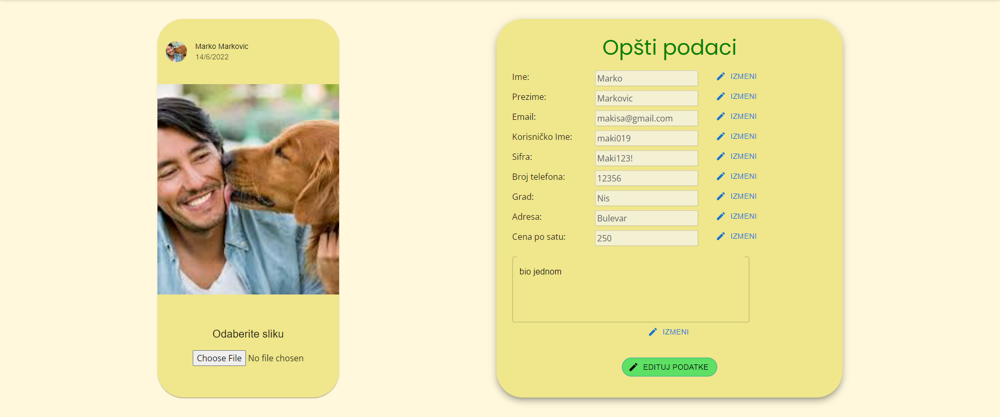 Marko Markovic
14/6/2022
Odaberite sliku
Choose File No file chosen
Opšti podaci
Ime: Marko IZMENI
Prezime: Markovic IZMENI
Email: makisa@gmail.com IZMENI
Korisničko Ime: maki019 IZMENI
Sifra: Maki123! IZMENI
Broj telefona: 12356 IZMENI
Grad: Nis IZMENI
Adresa: Bulevar IZMENI
Cena po satu: 250 IZMENI
bio jednom
IZMENI
EDITUJ PODATKE